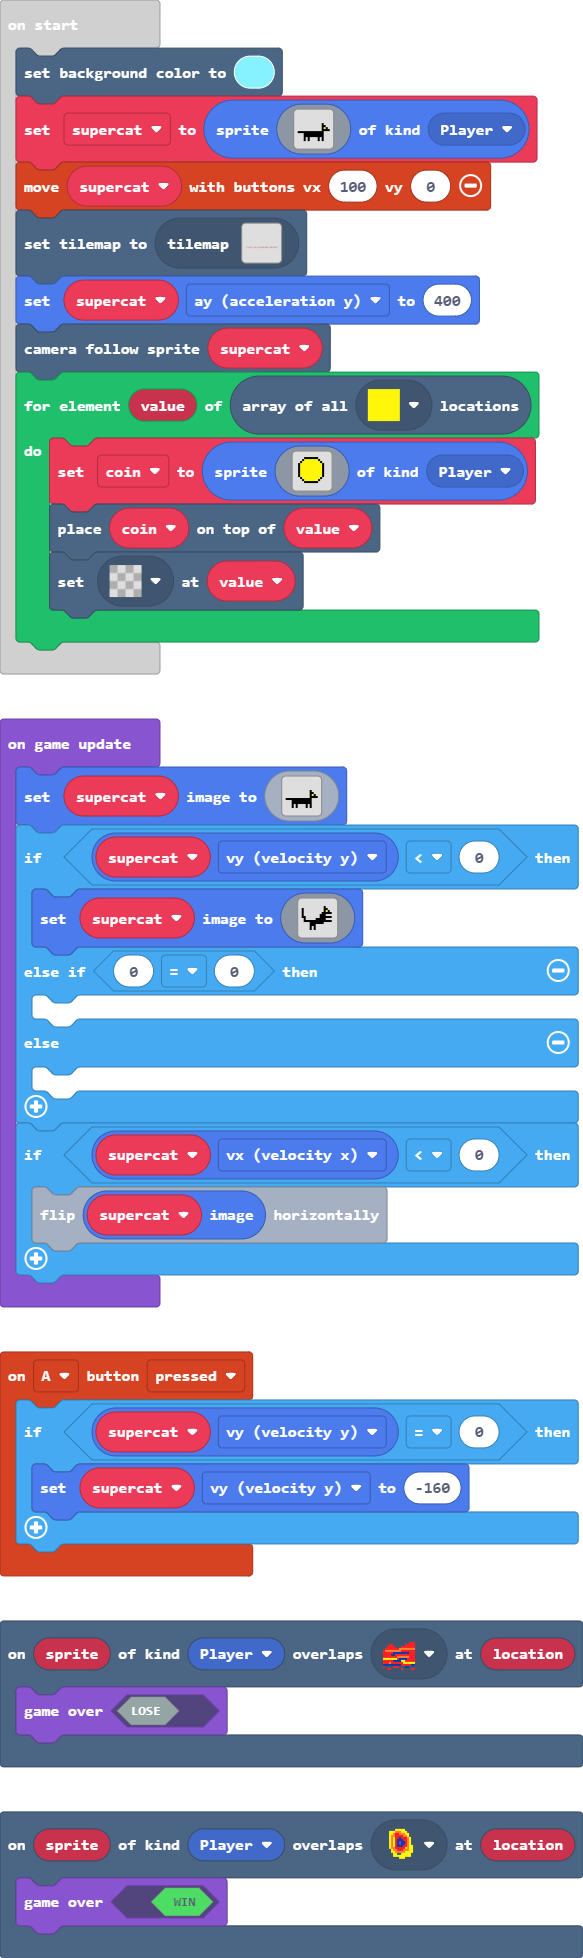 on start
set background color to
set supercat to sprite of kind Player
move supercat with buttons vx 100 vy 0
set tilemap to tilemap
set supercat ay (acceleration y) to 400
camera follow sprite supercat
for element value of array of all locations
do
set coin to sprite of kind Player
place coin on top of value
set at value
on game update
set supercat image to
if supercat vy (velocity y) < 0 then
set supercat image to
else if 0 = 0 then
else
if supercat vx (velocity x) < 0 then
flip supercat image horizontally
on A button pressed
if supercat vy (velocity y) = 0 then
set supercat vy (velocity y) to -160
on sprite of kind Player overlaps at location
game over LOSE
on sprite of kind Player overlaps at location
game over WIN